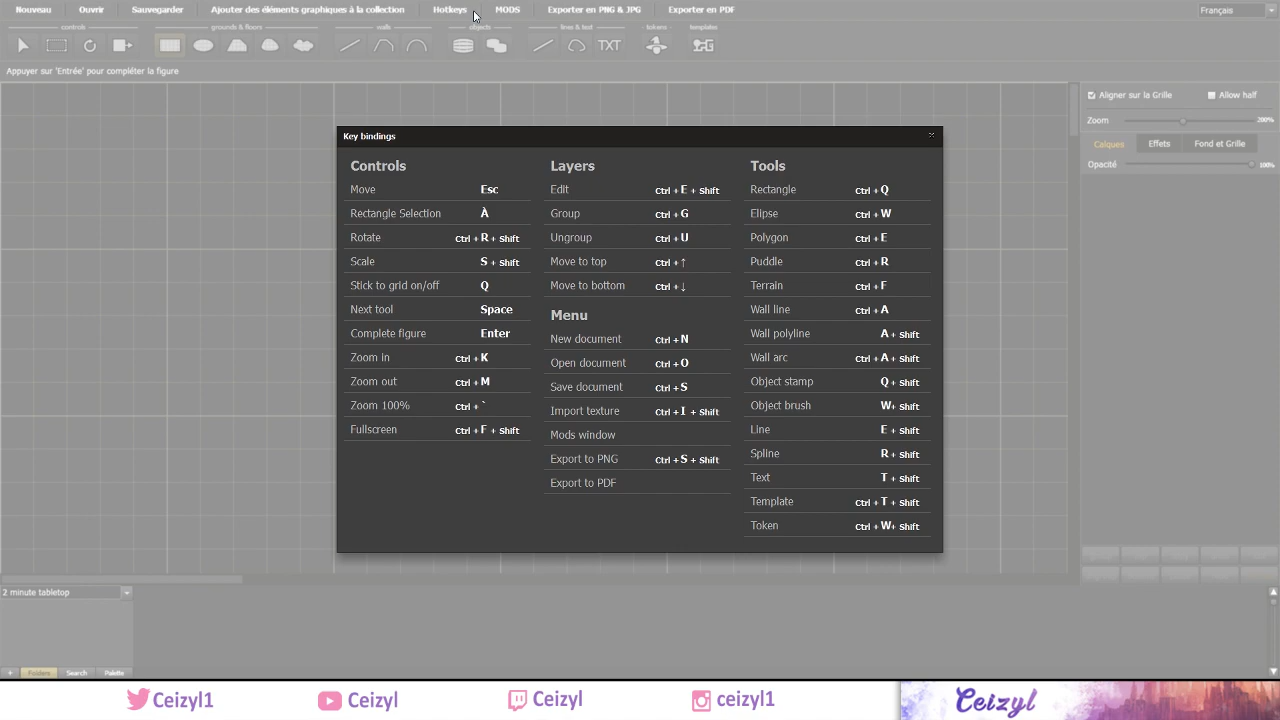 Nouveau Ouvrir Sauvegarder Ajouter des éléments graphiques à la collection Hotkeys MODS Exporter en PNG & JPG Exporter en PDF Français
controls grounds & floors walls objects lines & text tokens templates
TXT
Appuyer sur 'Entrée' pour compléter la figure
Aligner sur la Grille Allow half
Zoom 200%
Calques Effets Fond et Grille
Opacité 100%
Key bindings
Controls
Move Esc
Rectangle Selection À
Rotate Ctrl + R + Shift
Scale S + Shift
Stick to grid on/off Q
Next tool Space
Complete figure Enter
Zoom in Ctrl + K
Zoom out Ctrl + M
Zoom 100% Ctrl + `
Fullscreen Ctrl + F + Shift
Layers
Edit Ctrl + E + Shift
Group Ctrl + G
Ungroup Ctrl + U
Move to top Ctrl + ↑
Move to bottom Ctrl + ↓
Menu
New document Ctrl + N
Open document Ctrl + O
Save document Ctrl + S
Import texture Ctrl + I + Shift
Mods window
Export to PNG Ctrl + S + Shift
Export to PDF
Tools
Rectangle Ctrl + Q
Elipse Ctrl + W
Polygon Ctrl + E
Puddle Ctrl + R
Terrain Ctrl + F
Wall line Ctrl + A
Wall polyline A + Shift
Wall arc Ctrl + A + Shift
Object stamp Q + Shift
Object brush W+ Shift
Line E + Shift
Spline R + Shift
Text T + Shift
Template Ctrl + T + Shift
Token Ctrl + W+ Shift
2 minute tabletop
+ Folders Search Palette
Ceizyl1 Ceizyl Ceizyl ceizyl1 Ceizyl